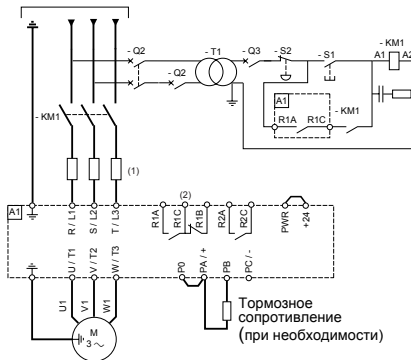 - Q2
- T1
- Q3
- S2
- S1
- KM1
A1
A2
- Q2
A1
- KM1
R1A
R1C
- KM1
(1)
(2)
A1
R / L1
S / L2
T / L3
R1A
R1C
R1B
R2A
R2C
PWR
+24
U / T1
V / T2
W / T3
P0
PA / +
PB
PC / -
U1
V1
W1
M
3 ~
Тормозное
сопротивление
(при необходимости)